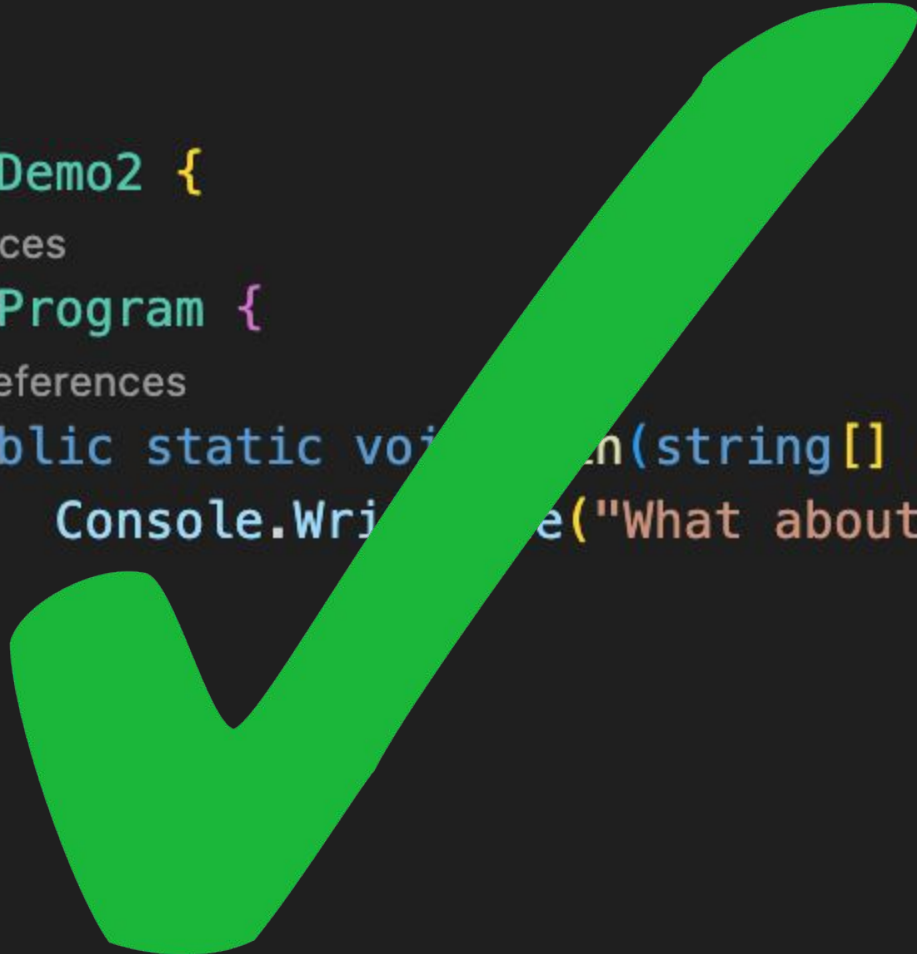 Demo2 {
ces
Program {
eferences
blic static voi n(string[]
Console.Wri e("What about